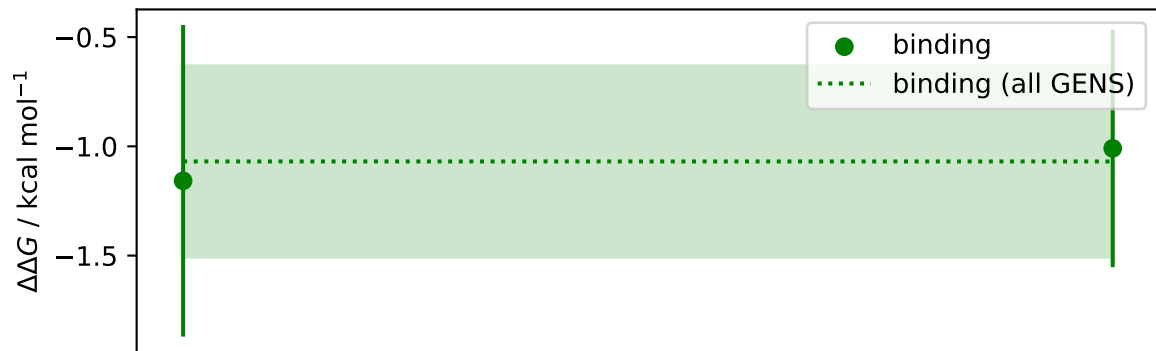 −0.5
−1.0
−1.5
ΔΔG / kcal mol⁻¹
binding
binding (all GENS)